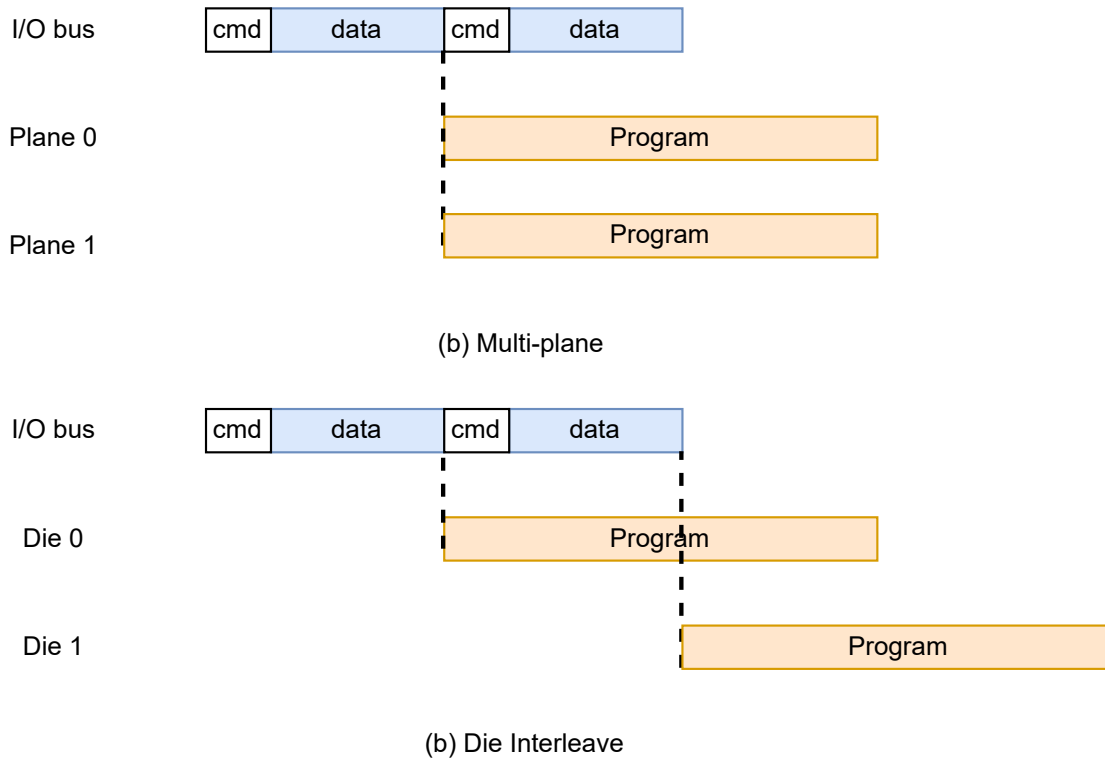 I/O bus cmd data cmd data
Plane 0 Program
Plane 1 Program
(b) Multi-plane
I/O bus cmd data cmd data
Die 0 Program
Die 1 Program
(b) Die Interleave